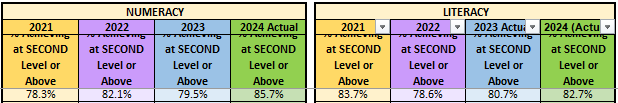 NUMERACY LITERACY
2021 2022 2023 2024 Actual 2021 2022 2023 Actua 2024 (Actu
% Achieving % Achieving % Achieving % Achieving % Achieving % Achieving % Achieving % Achieving
at SECOND at SECOND at SECOND at SECOND at SECOND at SECOND at SECOND at SECOND
Level or Level or Level or Level or Level or Level or Level or Level or
Above Above Above Above Above Above Above Above
78.3% 82.1% 79.5% 85.7% 83.7% 78.6% 80.7% 82.7%